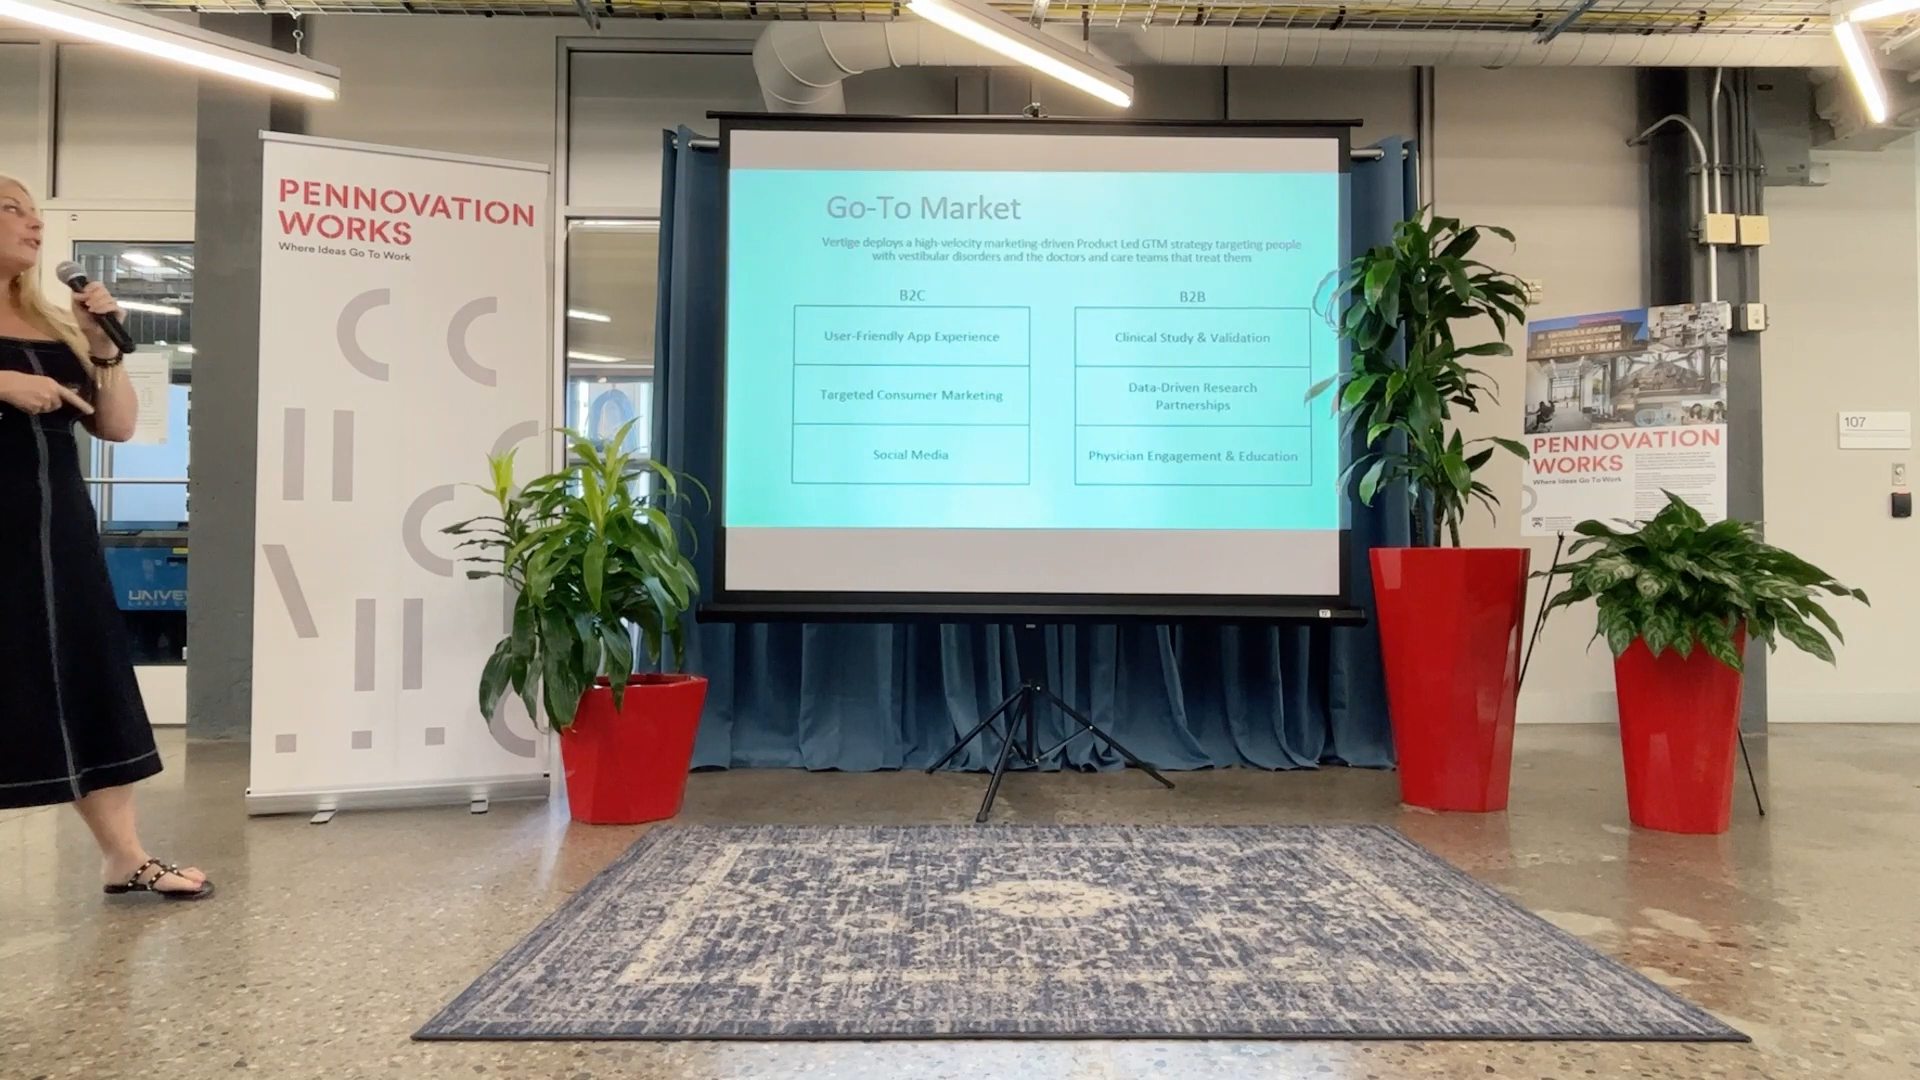 PENNOVATION
WORKS
Where Ideas Go To Work
Go-To Market
Vertige deploys a high-velocity marketing-driven Product Led GTM strategy targeting people
with vestibular disorders and the doctors and care teams that treat them
B2C
User-Friendly App Experience
Targeted Consumer Marketing
Social Media
B2B
Clinical Study & Validation
Data-Driven Research
Partnerships
Physician Engagement & Education
PENNOVATION
WORKS
Where Ideas Go To Work
107